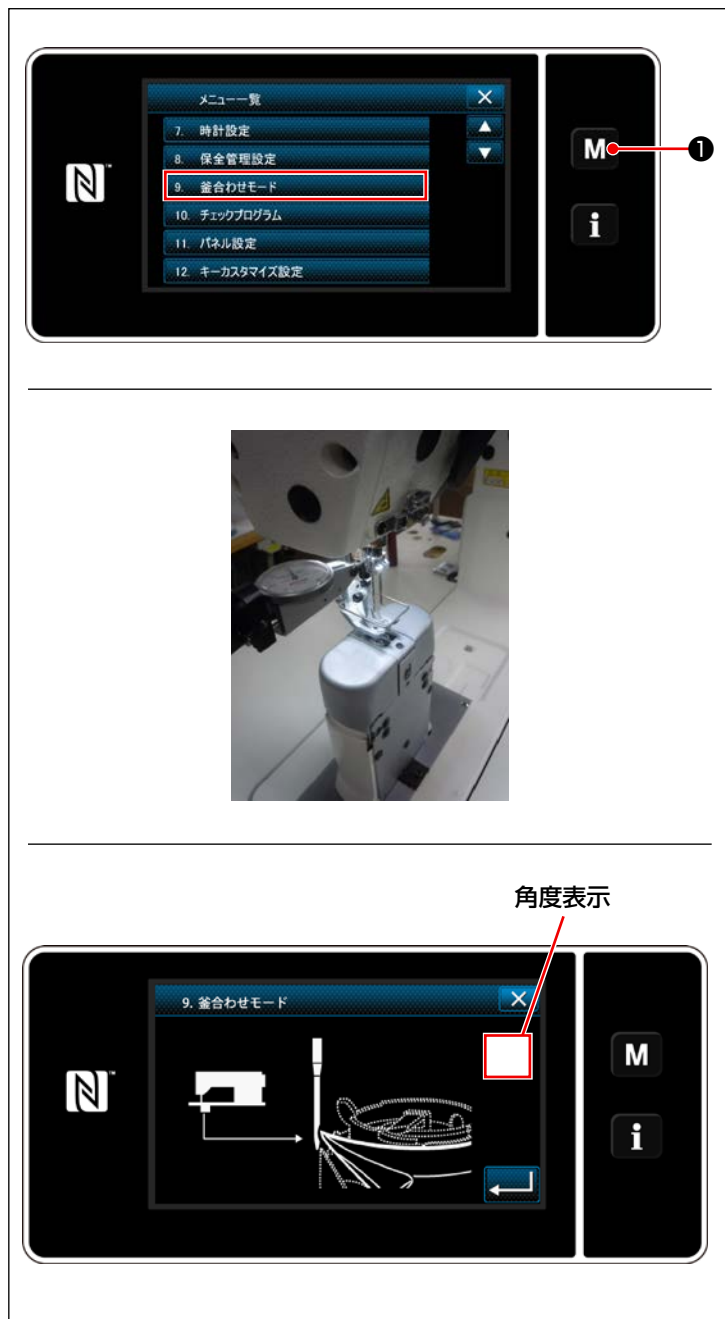 メニュー一覧
7. 時計設定
8. 保全管理設定
9. 釜合わせモード
10. チェックプログラム
11. パネル設定
12. キーカスタマイズ設定
M
❶
i
角度表示
9. 釜合わせモード
M
i